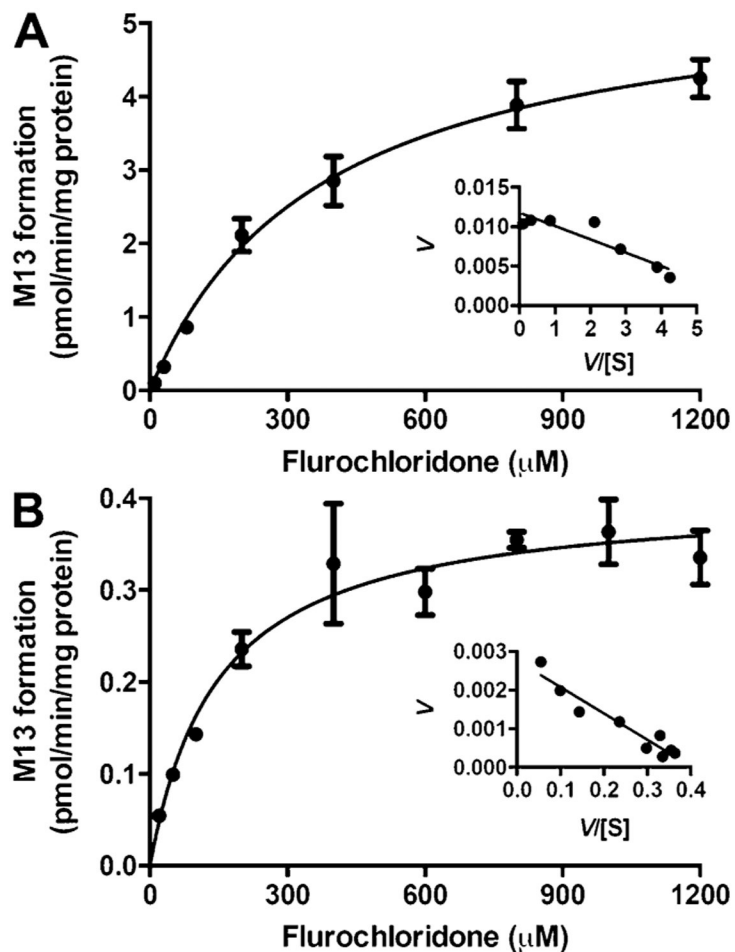 A
M13 formation
(pmol/min/mg protein)
5
4
3
2
1
0
0 300 600 900 1200
Flurochloridone (μM)
V
0.015
0.010
0.005
0.000
0 1 2 3 4 5
V/[S]
B
M13 formation
(pmol/min/mg protein)
0.4
0.3
0.2
0.1
0.0
0 300 600 900 1200
Flurochloridone (μM)
V
0.003
0.002
0.001
0.000
0.0 0.1 0.2 0.3 0.4
V/[S]